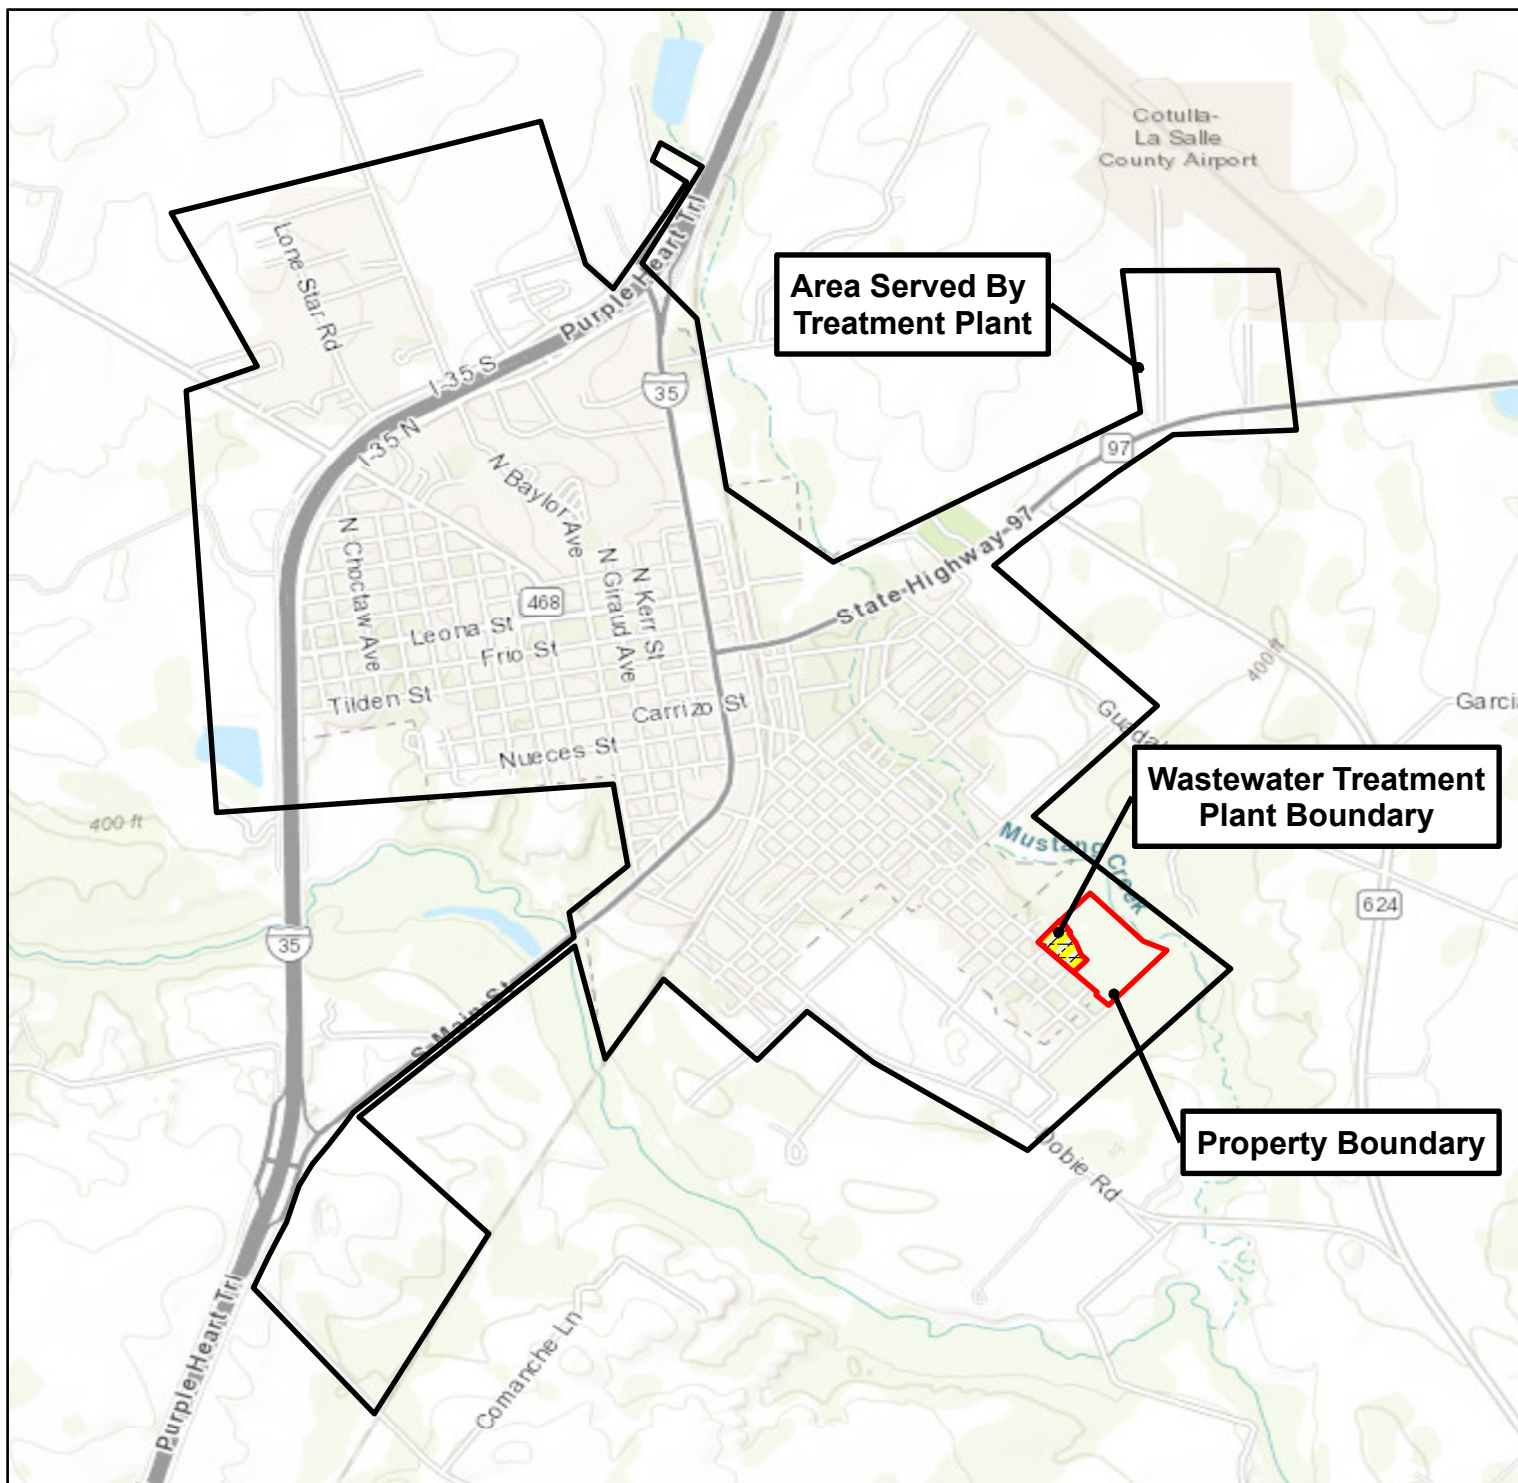 Cotulla-
La Salle
County Airport
Lone Star Rd
Purple Heart Trl
Area Served By
Treatment Plant
I-35 S
35
I-35 N
97
N Baylor Ave
N Choctaw Ave
N Giraud Ave
N Kerr St
468
State Highway 97
Leona St
Frio St
400 ft
Tilden St
Carrizo St
Nueces St
Wastewater Treatment
Plant Boundary
400 ft
Mustang Creek
624
35
S Main St
Property Boundary
Dobie Rd
Purple Heart Trl
Comanche Ln